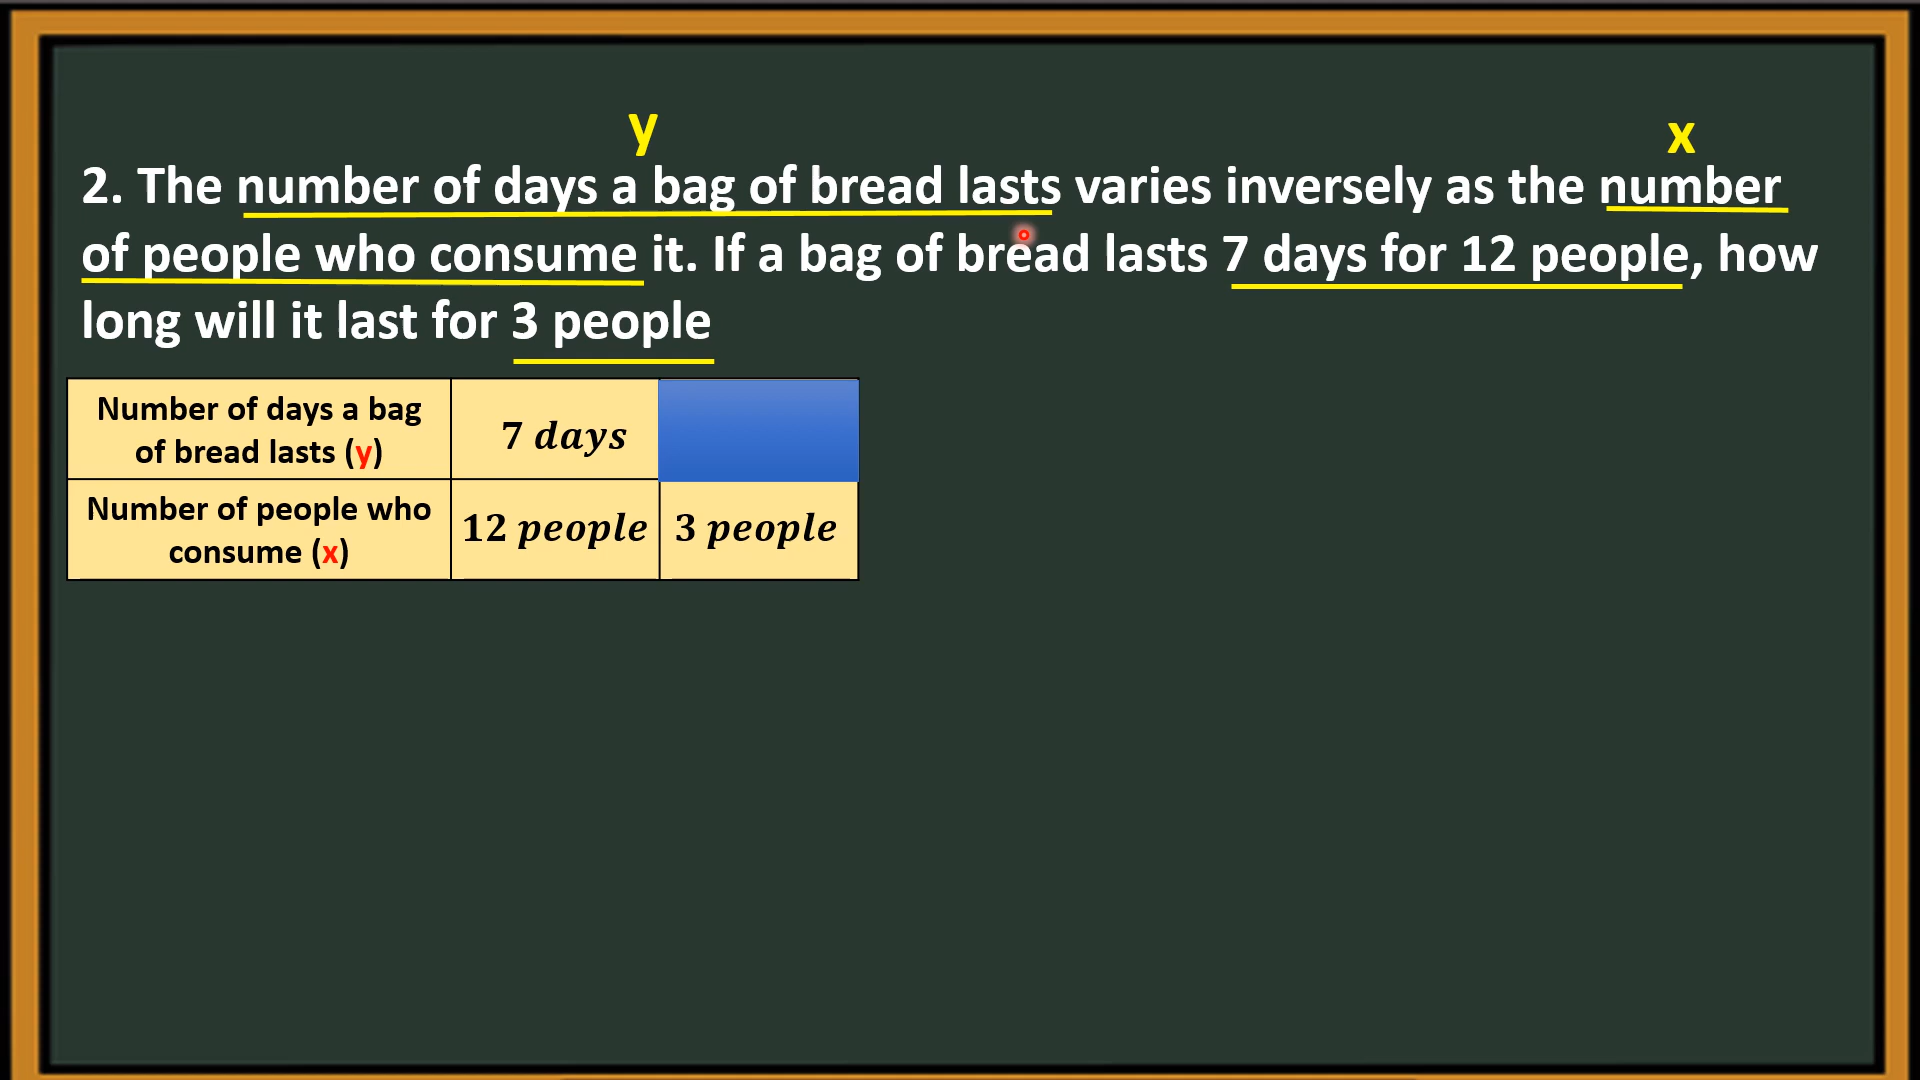 y
x
2. The number of days a bag of bread lasts varies inversely as the number
of people who consume it. If a bag of bread lasts 7 days for 12 people, how
long will it last for 3 people
Number of days a bag
of bread lasts (y)
7 days
Number of people who
consume (x)
12 people
3 people